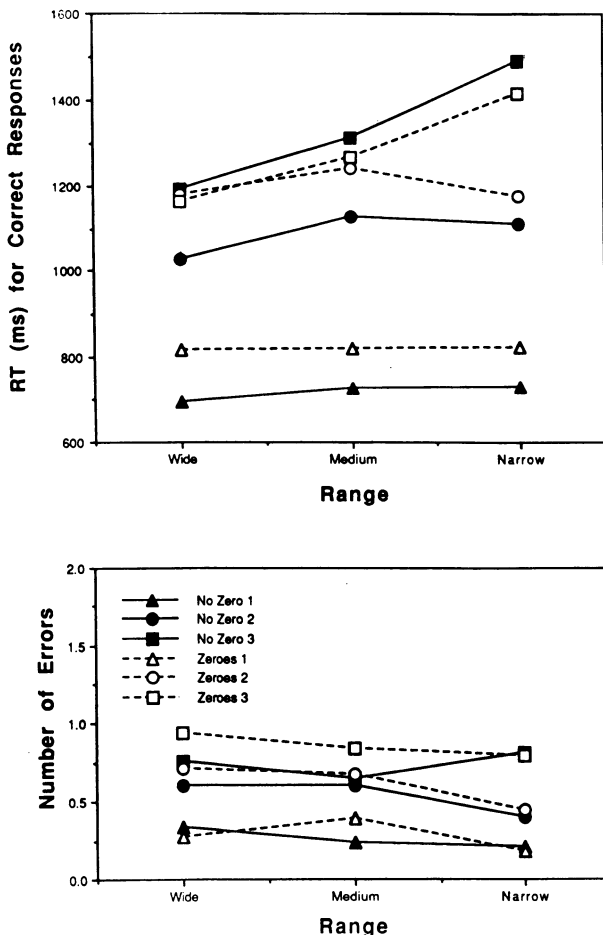 1600
1400
1200
1000
800
600
RT (ms) for Correct Responses
Wide Medium Narrow
Range
2.0
1.5
1.0
0.5
0.0
Number of Errors
No Zero 1
No Zero 2
No Zero 3
Zeroes 1
Zeroes 2
Zeroes 3
Wide Medium Narrow
Range